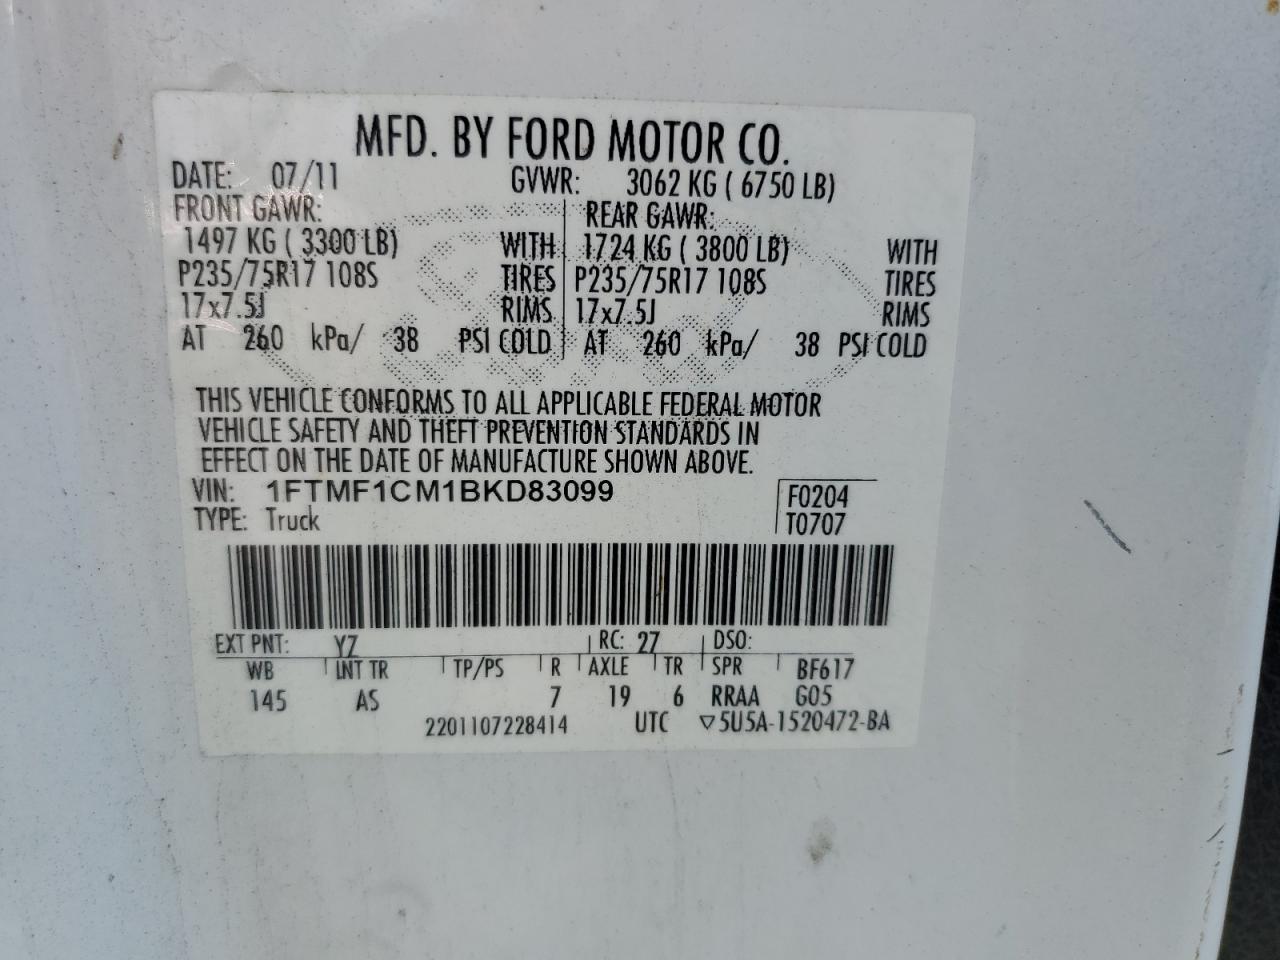 MFD. BY FORD MOTOR CO.
DATE: 07/11 GVWR: 3062 KG ( 6750 LB)
FRONT GAWR: REAR GAWR:
1497 KG ( 3300 LB) WITH 1724 KG ( 3800 LB) WITH
P235/75R17 108S TIRES P235/75R17 108S TIRES
17x7.5J RIMS 17x7.5J RIMS
AT 260 kPa/ 38 PSI COLD AT 260 kPa/ 38 PSI COLD
THIS VEHICLE CONFORMS TO ALL APPLICABLE FEDERAL MOTOR
VEHICLE SAFETY AND THEFT PREVENTION STANDARDS IN
EFFECT ON THE DATE OF MANUFACTURE SHOWN ABOVE.
VIN: 1FTMF1CM1BKD83099 F0204
TYPE: Truck T0707
EXT PNT: YZ RC: 27 DSO:
WB INT TR TP/PS R AXLE TR SPR BF617
145 AS 7 19 6 RRAA G05
2201107228414 UTC ▽5U5A-1520472-BA